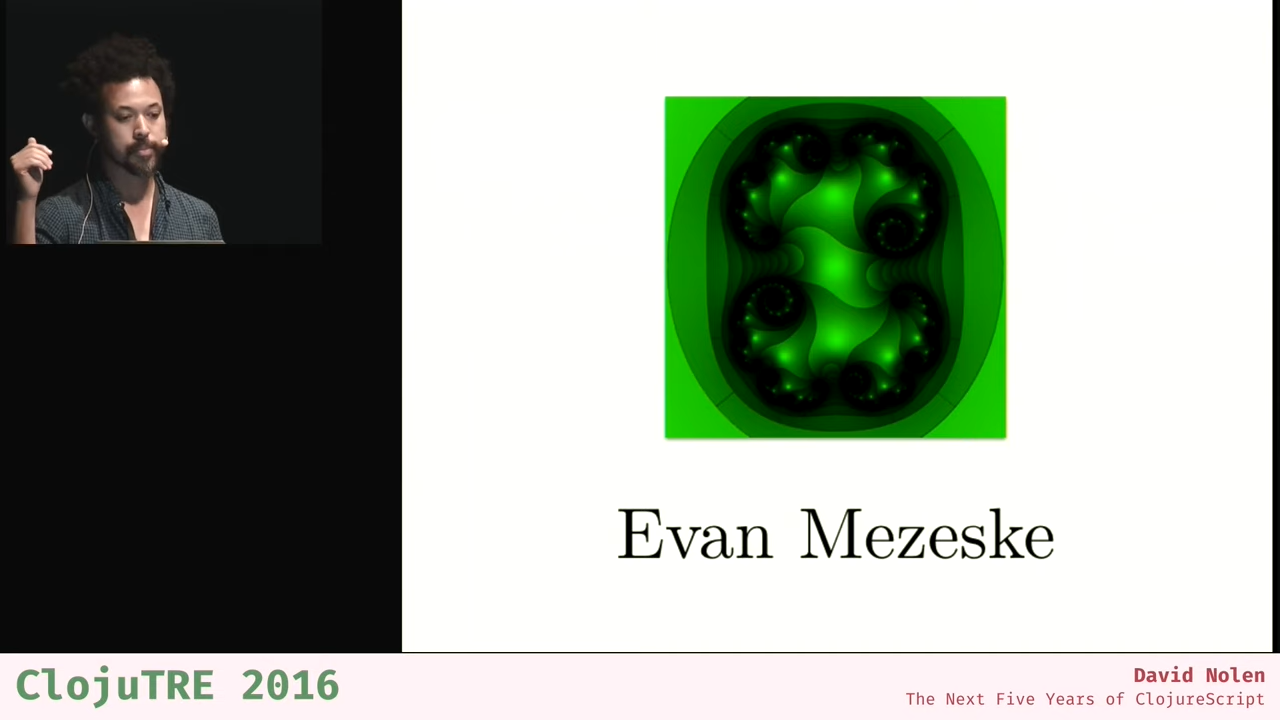 Evan Mezeske
ClojuTRE 2016
David Nolen
The Next Five Years of ClojureScript